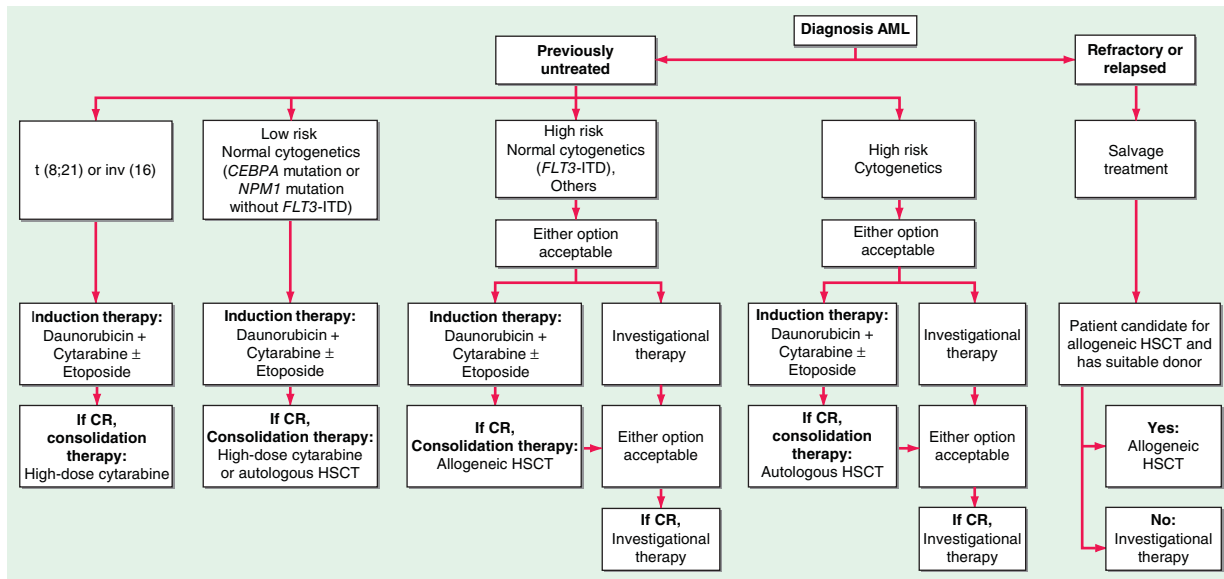 Diagnosis AML
Previously
untreated
Refractory or
relapsed
t (8;21) or inv (16)
Low risk
Normal cytogenetics
(CEBPA mutation or
NPM1 mutation
without FLT3-ITD)
High risk
Normal cytogenetics
(FLT3-ITD),
Others
High risk
Cytogenetics
Salvage
treatment
Either option
acceptable
Either option
acceptable
Induction therapy:
Daunorubicin +
Cytarabine ±
Etoposide
Induction therapy:
Daunorubicin +
Cytarabine ±
Etoposide
Induction therapy:
Daunorubicin +
Cytarabine ±
Etoposide
Investigational
therapy
Induction therapy:
Daunorubicin +
Cytarabine ±
Etoposide
Investigational
therapy
Patient candidate for
allogeneic HSCT and
has suitable donor
If CR,
consolidation
therapy:
High-dose cytarabine
If CR,
Consolidation therapy:
High-dose cytarabine
or autologous HSCT
If CR,
Consolidation therapy:
Allogeneic HSCT
Either option
acceptable
If CR,
consolidation
therapy:
Autologous HSCT
Either option
acceptable
Yes:
Allogeneic
HSCT
If CR,
Investigational
therapy
If CR,
Investigational
therapy
No:
Investigational
therapy